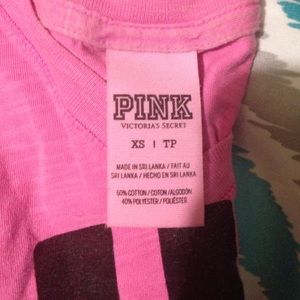 PINK
VICTORIA'S SECRET
XS | TP
MADE IN SRI LANKA / FAIT AU
SRI LANKA / HECHO EN SRI LANKA
60% COTTON / COTON / ALGODÓN
40% POLYESTER / POLIÉSTER